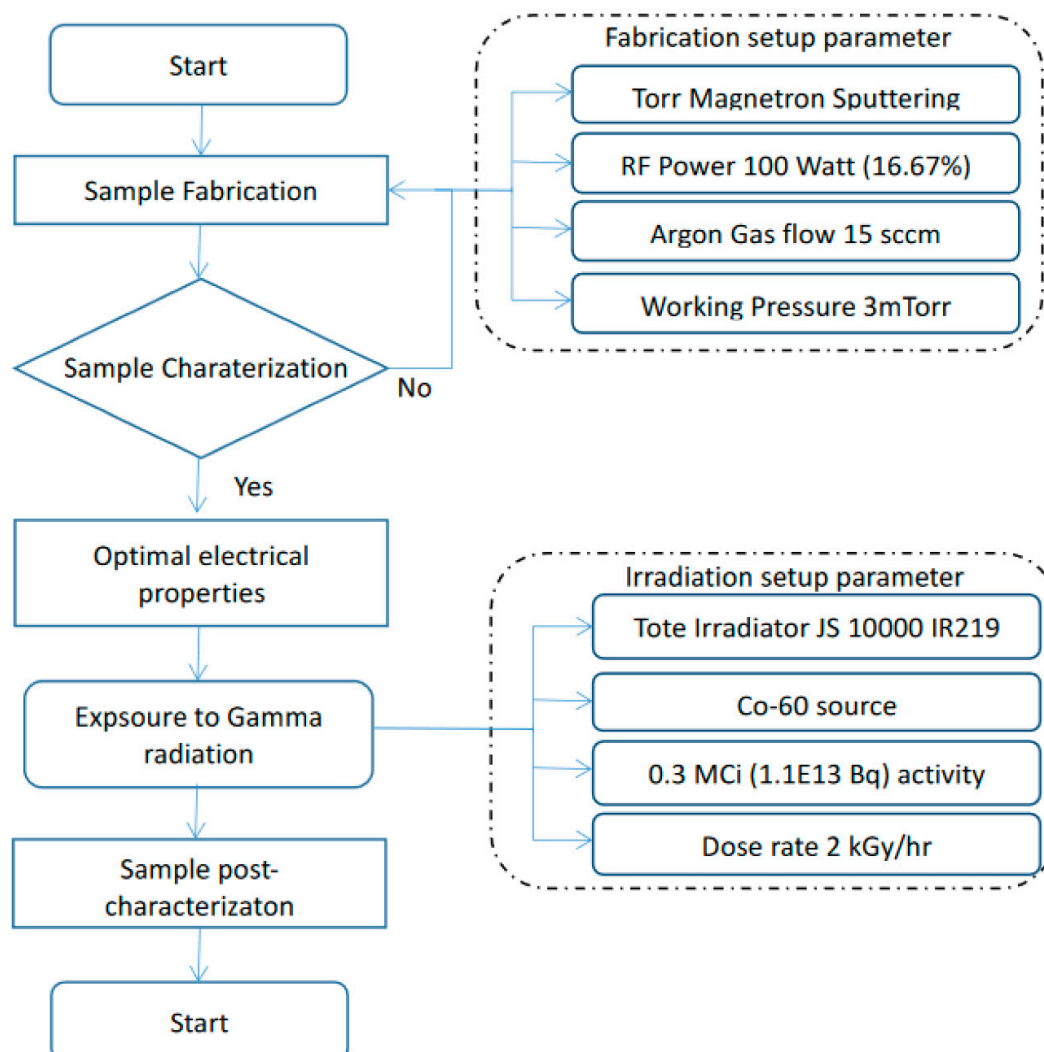 Start
Sample Fabrication
Sample Charaterization
No
Yes
Optimal electrical
properties
Expsoure to Gamma
radiation
Sample post-
characterizaton
Start
Fabrication setup parameter
Torr Magnetron Sputtering
RF Power 100 Watt (16.67%)
Argon Gas flow 15 sccm
Working Pressure 3mTorr
Irradiation setup parameter
Tote Irradiator JS 10000 IR219
Co-60 source
0.3 MCi (1.1E13 Bq) activity
Dose rate 2 kGy/hr